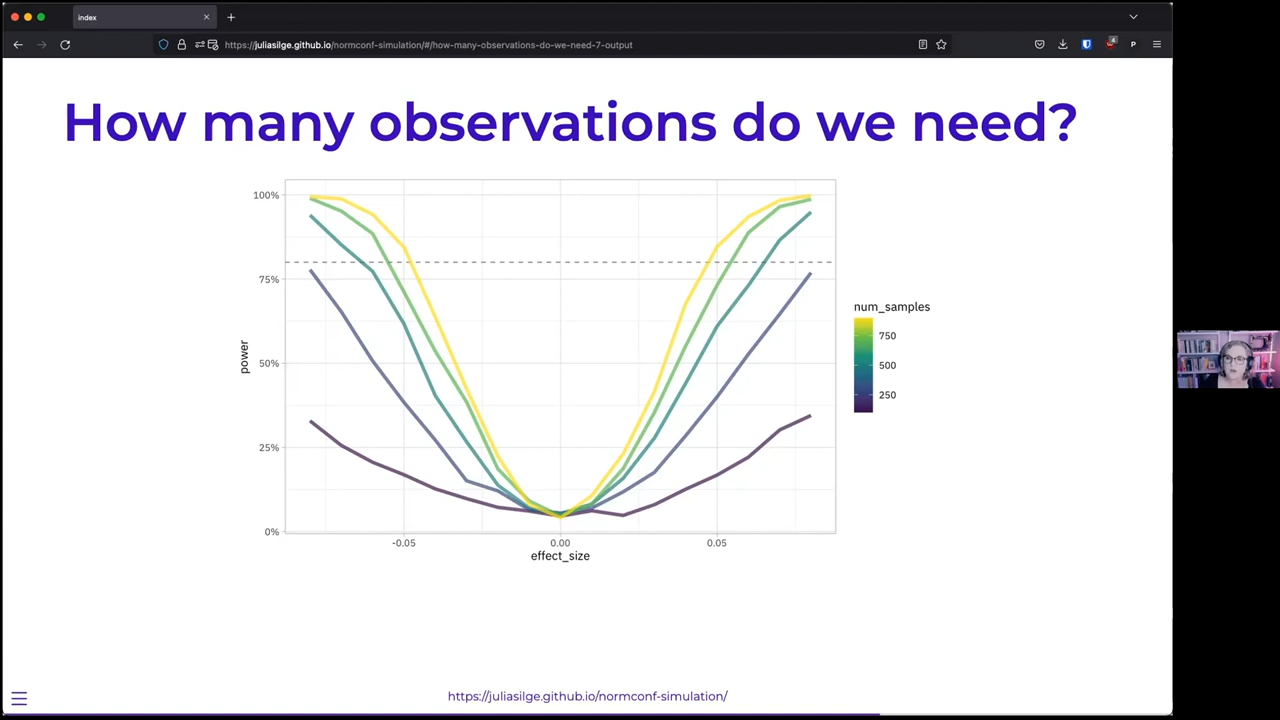 index
https://juliasilge.github.io/normconf-simulation/#/how-many-observations-do-we-need-7-output
4
P
How many observations do we need?
100%
75%
50%
25%
0%
power
-0.05
0.00
0.05
effect_size
num_samples
750
500
250
https://juliasilge.github.io/normconf-simulation/